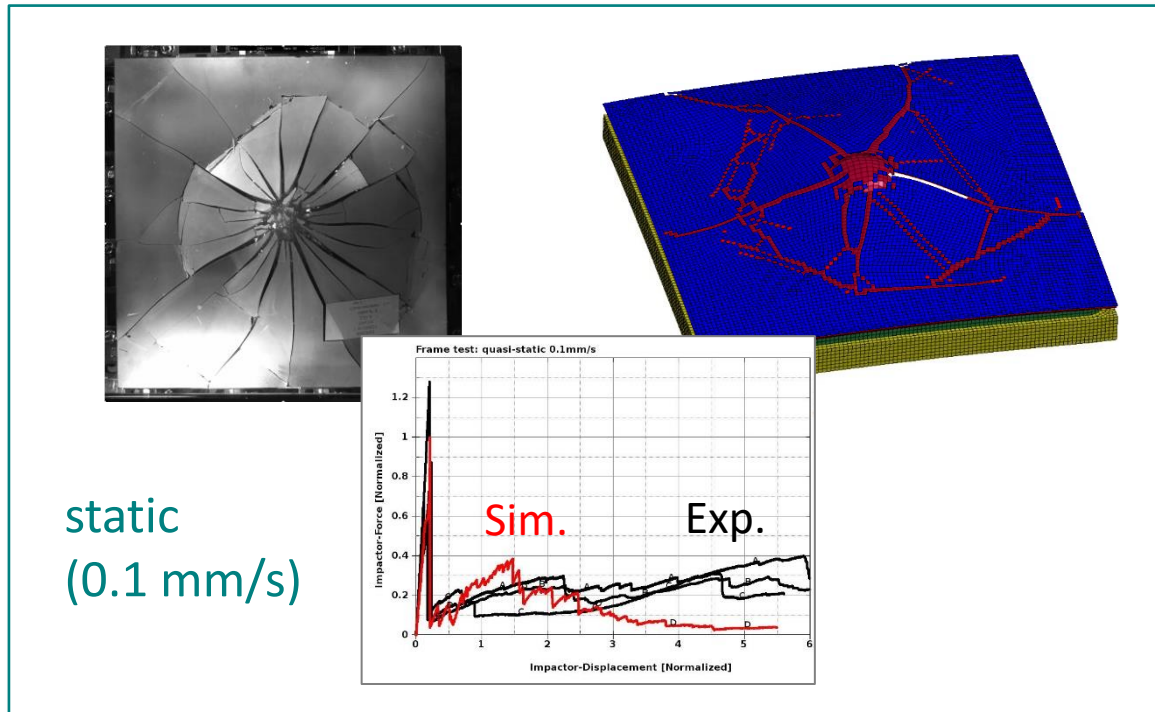 Frame test: quasi-static 0.1mm/s
Impactor-Force [Normalized]
1.2
1
0.8
0.6
0.4
0.2
0
Sim.
Exp.
A
A
A
A
B
B
C
C
D
D
0
1
2
3
4
5
6
Impactor-Displacement [Normalized]
static
(0.1 mm/s)